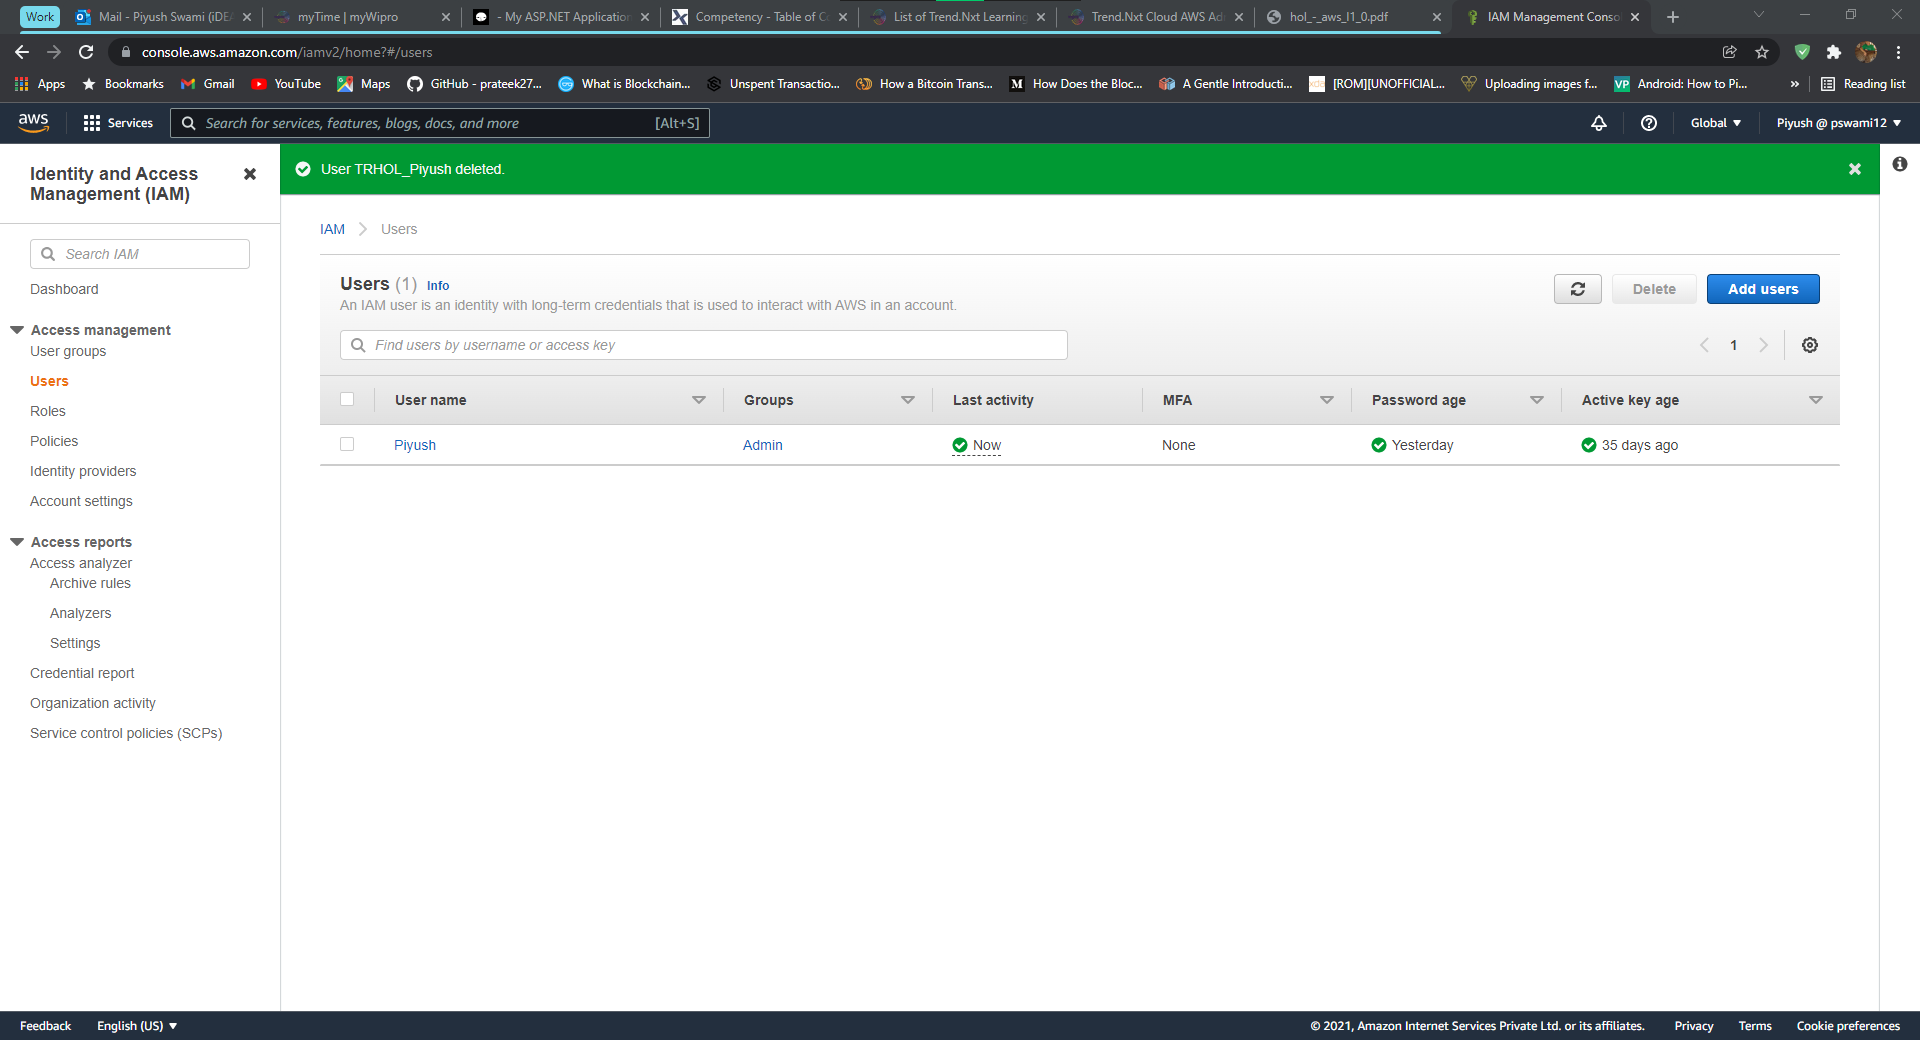 Work
Mail - Piyush Swami (iDEA
myTime | myWipro
- My ASP.NET Application
Competency - Table of Co
List of Trend.Nxt Learning
Trend.Nxt Cloud AWS Adr
hol_-_aws_l1_0.pdf
IAM Management Conso
console.aws.amazon.com/iamv2/home?#/users
Apps
Bookmarks
Gmail
YouTube
Maps
GitHub - prateek27...
What is Blockchain...
Unspent Transactio...
How a Bitcoin Trans...
How Does the Bloc...
A Gentle Introducti...
[ROM][UNOFFICIAL...
Uploading images f...
VP
Android: How to Pi...
»
Reading list
aws
Services
Search for services, features, blogs, docs, and more
[Alt+S]
Global
Piyush @ pswami12
Identity and Access
Management (IAM)
Search IAM
Dashboard
Access management
User groups
Users
Roles
Policies
Identity providers
Account settings
Access reports
Access analyzer
Archive rules
Analyzers
Settings
Credential report
Organization activity
Service control policies (SCPs)
User TRHOL_Piyush deleted.
IAM
Users
Users (1) Info
An IAM user is an identity with long-term credentials that is used to interact with AWS in an account.
Delete
Add users
Find users by username or access key
1
User name
Groups
Last activity
MFA
Password age
Active key age
Piyush
Admin
Now
None
Yesterday
35 days ago
Feedback
English (US)
© 2021, Amazon Internet Services Private Ltd. or its affiliates.
Privacy
Terms
Cookie preferences